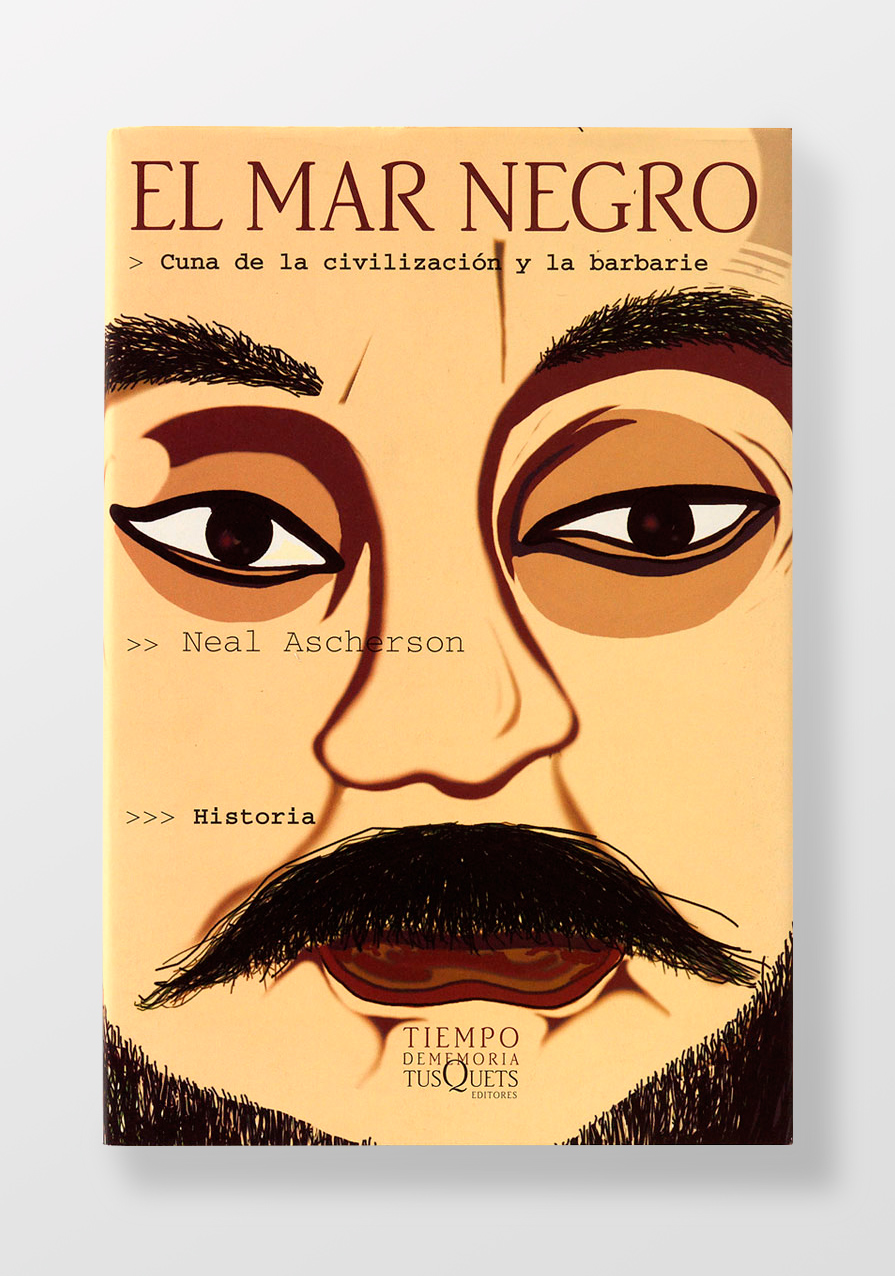 EL MAR NEGRO
> Cuna de la civilización y la barbarie
>> Neal Ascherson
>>> Historia
TIEMPO
DE MEMORIA
TUSQUETS
EDITORES